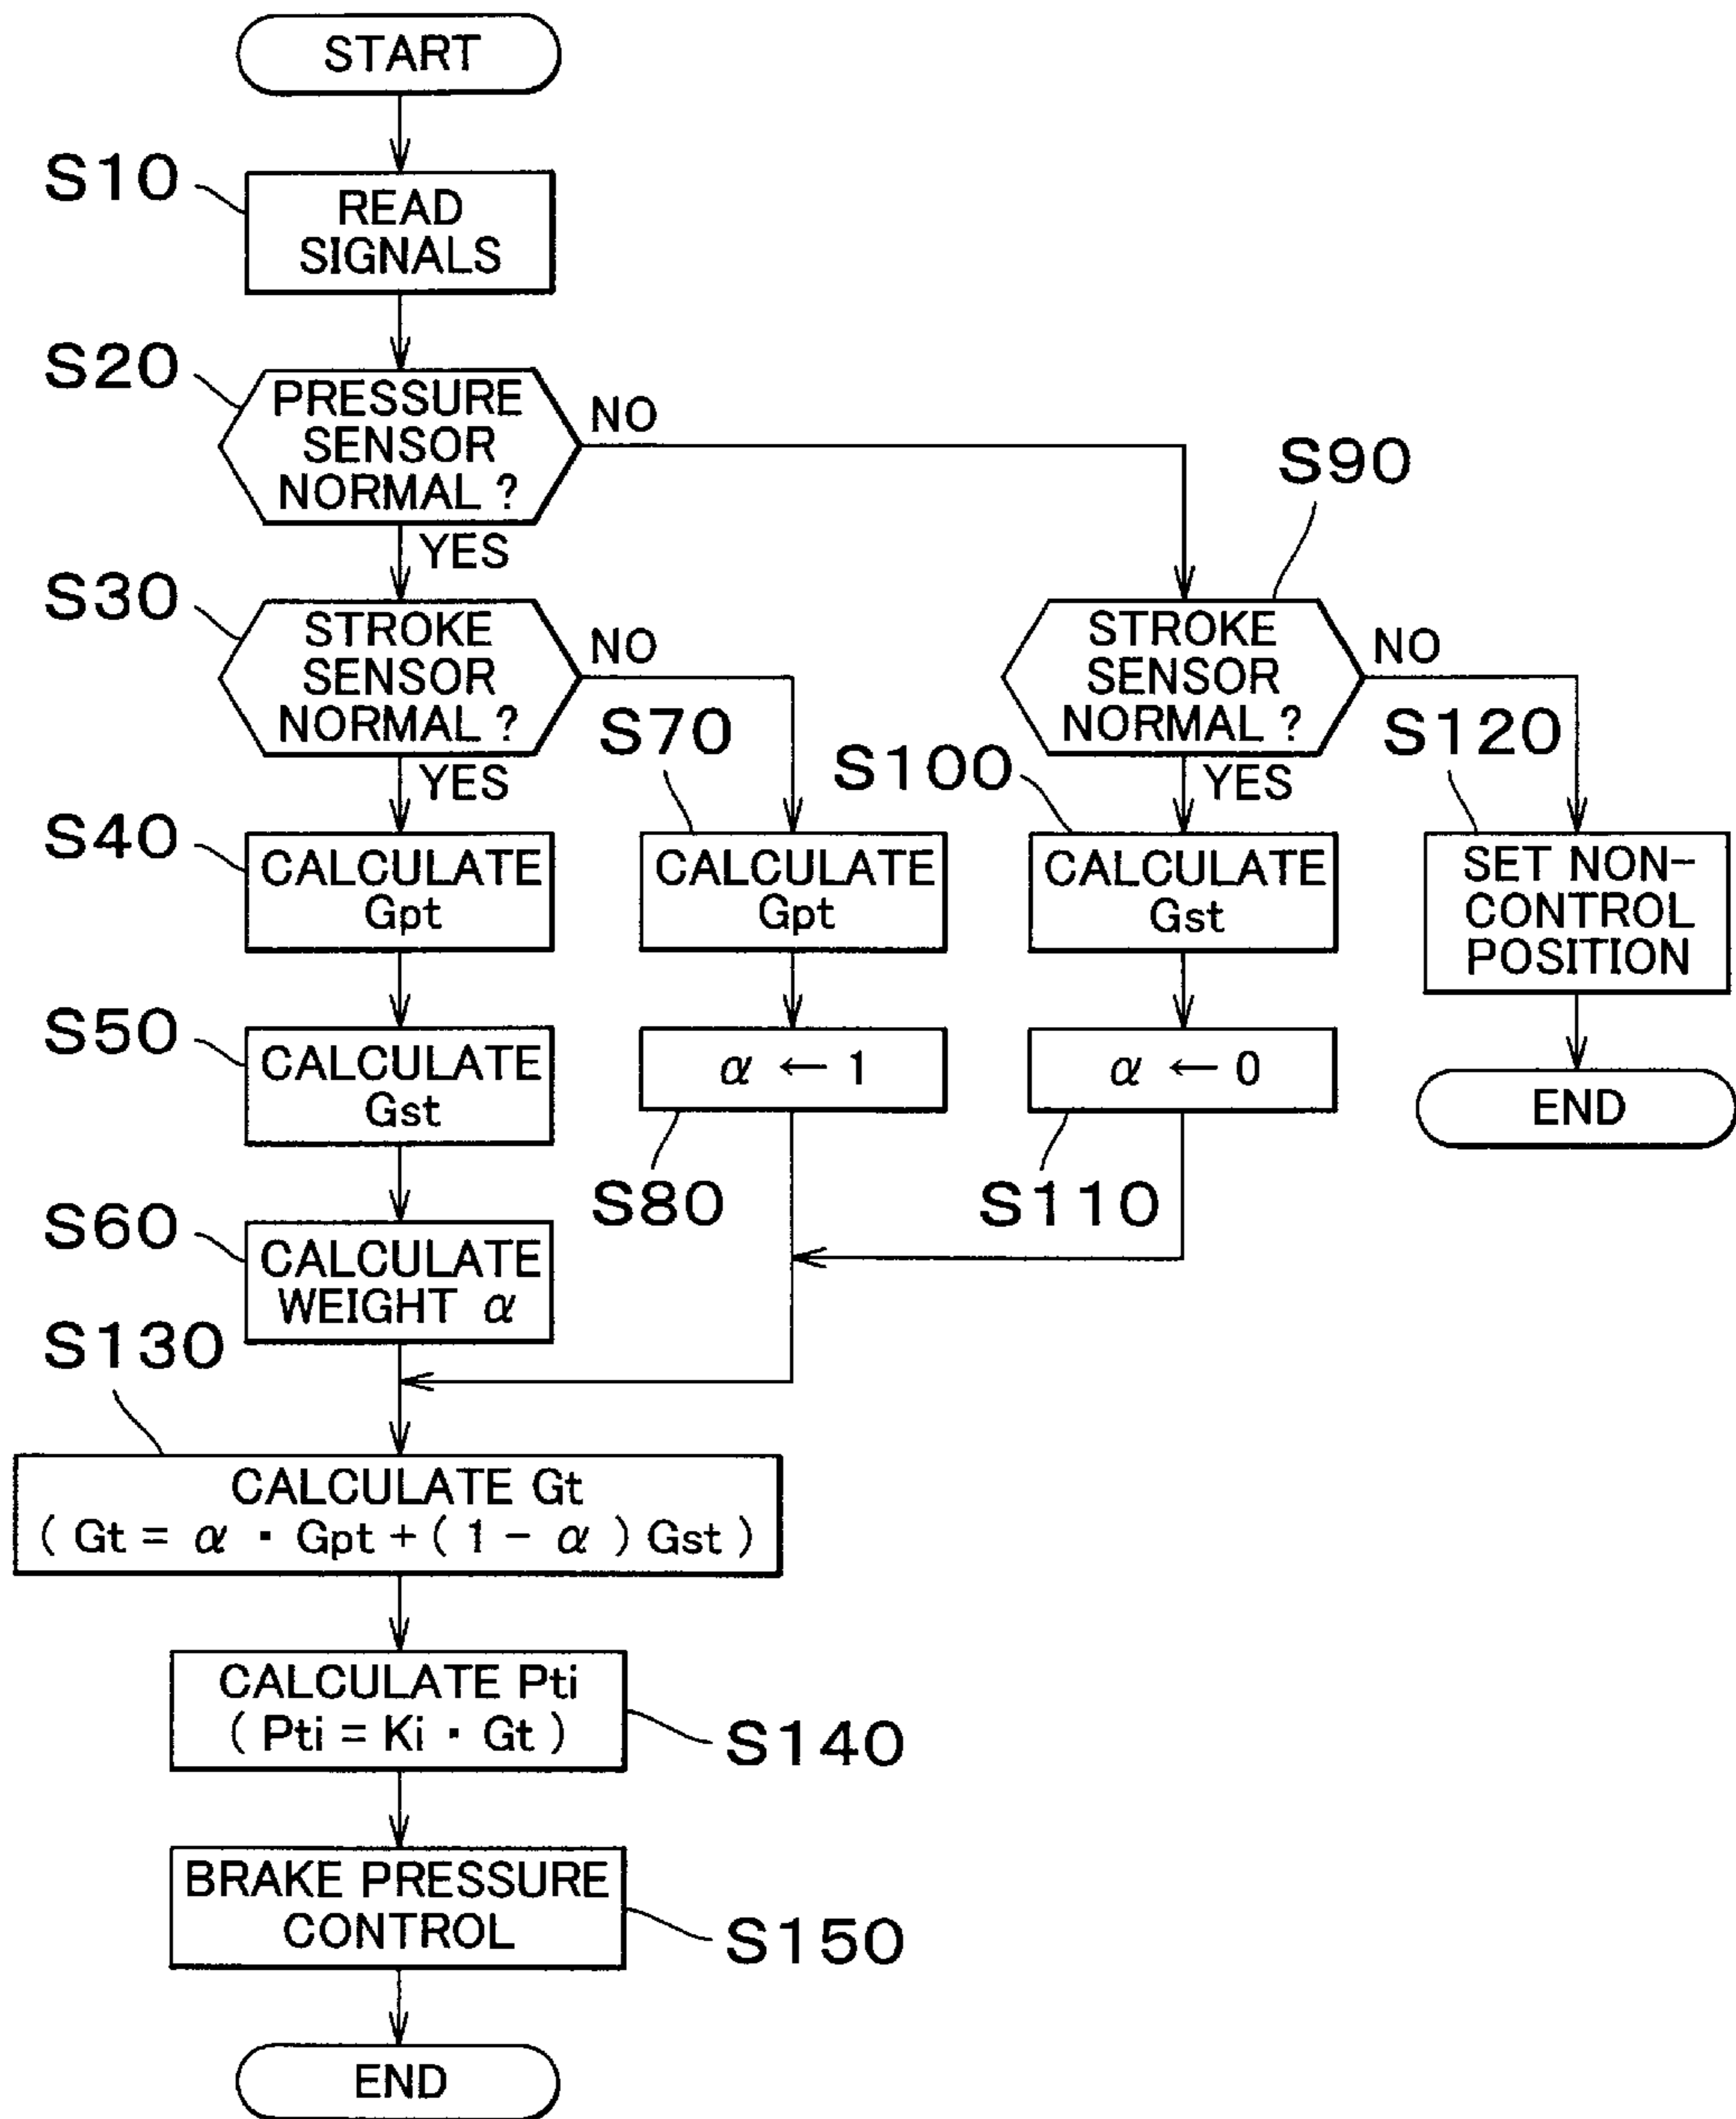 START
S10
READ
SIGNALS
S20
PRESSURE
SENSOR
NORMAL ?
NO
YES
S90
S30
STROKE
SENSOR
NORMAL ?
NO
YES
STROKE
SENSOR
NORMAL ?
NO
YES
S70
S100
S120
S40
CALCULATE
Gpt
CALCULATE
Gpt
CALCULATE
Gst
SET NON-
CONTROL
POSITION
S50
CALCULATE
Gst
α ← 1
α ← 0
END
S80
S110
S60
CALCULATE
WEIGHT α
S130
CALCULATE Gt
( Gt = α ・ Gpt + ( 1 - α ) Gst )
CALCULATE Pti
( Pti = Ki ・ Gt )
S140
BRAKE PRESSURE
CONTROL
S150
END